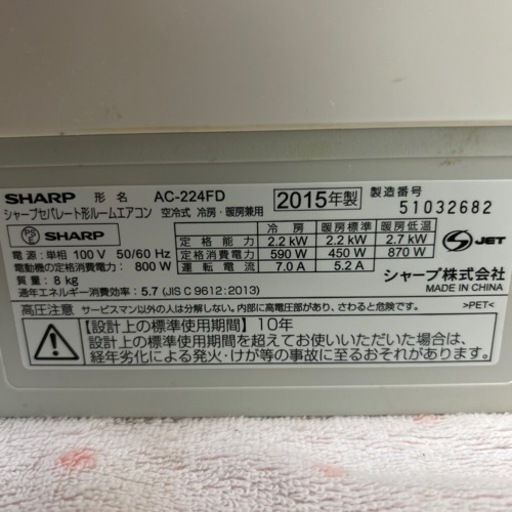 SHARP 形名 AC-224FD 2015年製 製造番号 51032682
シャープセパレート形ルームエアコン 空冷式 冷房・暖房兼用
PSE SHARP
冷房 暖房標準 暖房低温
定格能力 2.2 kW 2.2 kW 2.7 kW
定格消費電力 590 W 450 W 870 W
運転電流 7.0 A 5.2 A
JET
電源:単相 100 V 50/60 Hz
電動機の定格消費電力: 800 W
質量:8 kg
通年エネルギー消費効率:5.7 (JIS C 9612:2013)
シャープ株式会社
MADE IN CHINA
高圧注意 サービスマン以外の人は分解しない。内部に高電圧部があり、さわると危険です。 >PET<
【設計上の標準使用期間】10年
設計上の標準使用期間を超えてお使いいただいた場合は、
経年劣化による発火・けが等の事故に至るおそれがあります。